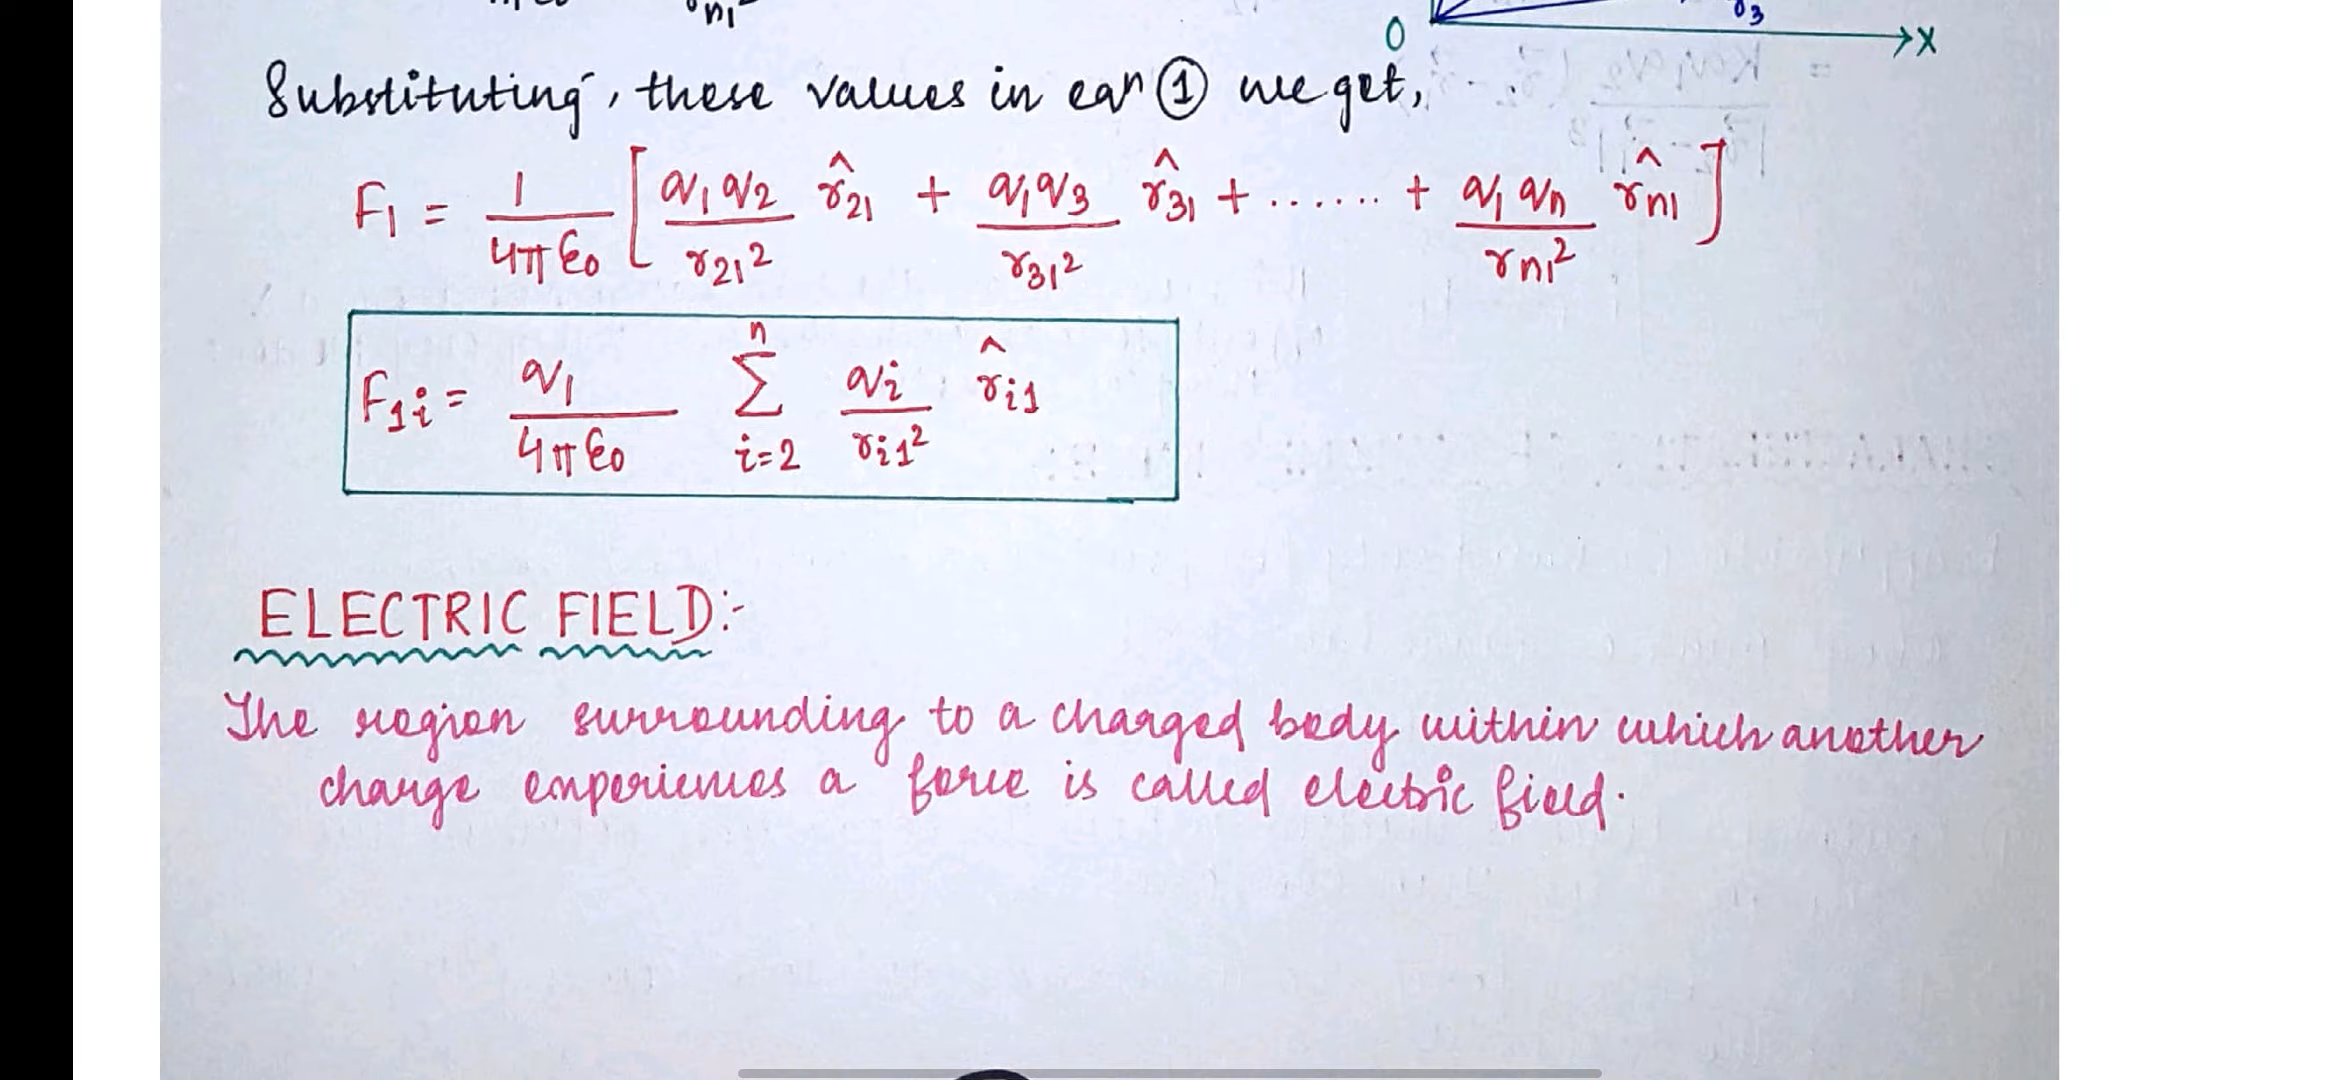 rn1²
r3
O
X
Substituting, these values in eqn ① we get,
F1 = 1/4πε0 [ q1q2/r21² r̂21 + q1q3/r31² r̂31 + ...... + q1qn/rn1² r̂n1 ]
F1i = q1/4πε0 Σ(i=2 to n) qi/ri1² r̂i1
ELECTRIC FIELD:-
The region surrounding to a charged body within which another
charge experiences a force is called electric field.